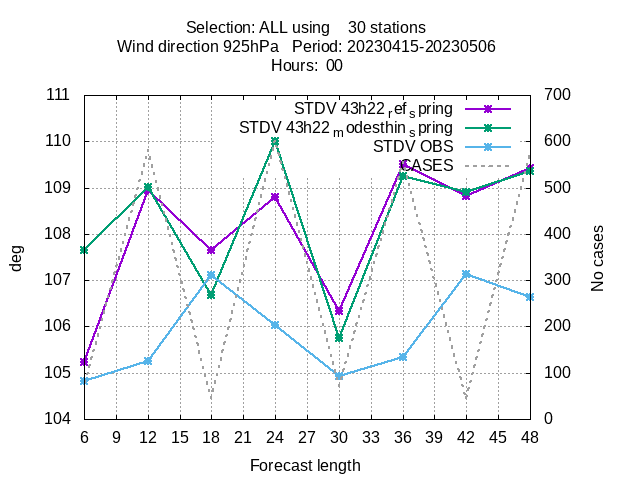 Selection: ALL using 30 stations
Wind direction 925hPa Period: 20230415-20230506
Hours: 00
111 700
STDV 43h22 ref spring
STDV 43h22 modesthin spring
110 600
STDV OBS
CASES
109 500
108 400
deg
No cases
107 300
106 200
105 100
104 0
6 9 12 15 18 21 24 27 30 33 36 39 42 45 48
Forecast length